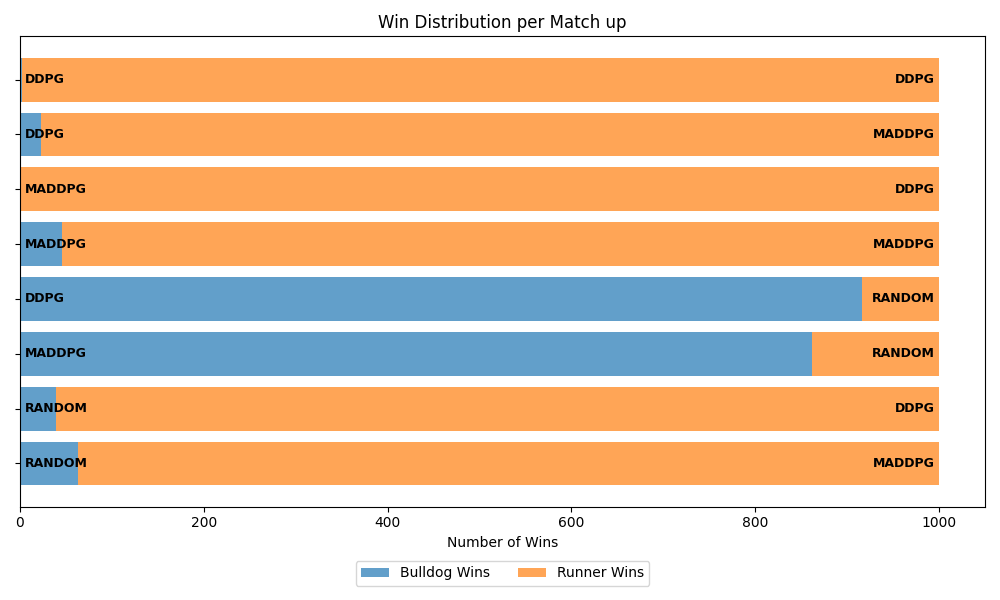 Win Distribution per Match up
DDPG DDPG
DDPG MADDPG
MADDPG DDPG
MADDPG MADDPG
DDPG RANDOM
MADDPG RANDOM
RANDOM DDPG
RANDOM MADDPG
0 200 400 600 800 1000
Number of Wins
Bulldog Wins Runner Wins